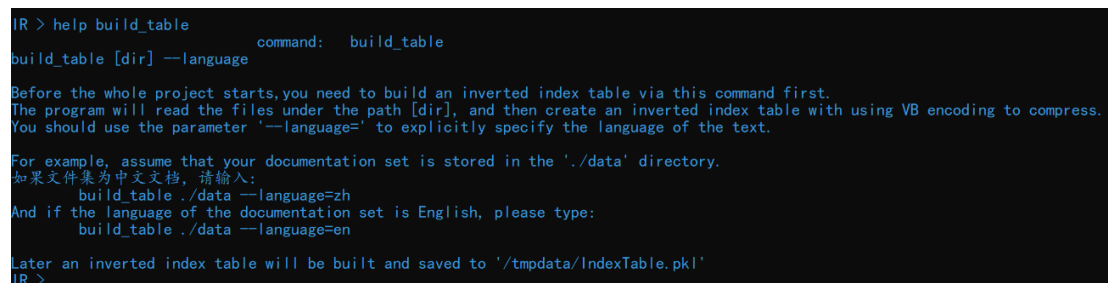 IR > help build_table
command: build_table
build_table [dir] --language
Before the whole project starts,you need to build an inverted index table via this command first.
The program will read the files under the path [dir], and then create an inverted index table with using VB encoding to compress.
You should use the parameter '--language=' to explicitly specify the language of the text.
For example, assume that your documentation set is stored in the './data' directory.
如果文件集为中文文档, 请输入:
build_table ./data --language=zh
And if the language of the documentation set is English, please type:
build_table ./data --language=en
Later an inverted index table will be built and saved to '/tmpdata/IndexTable.pkl'
IR >